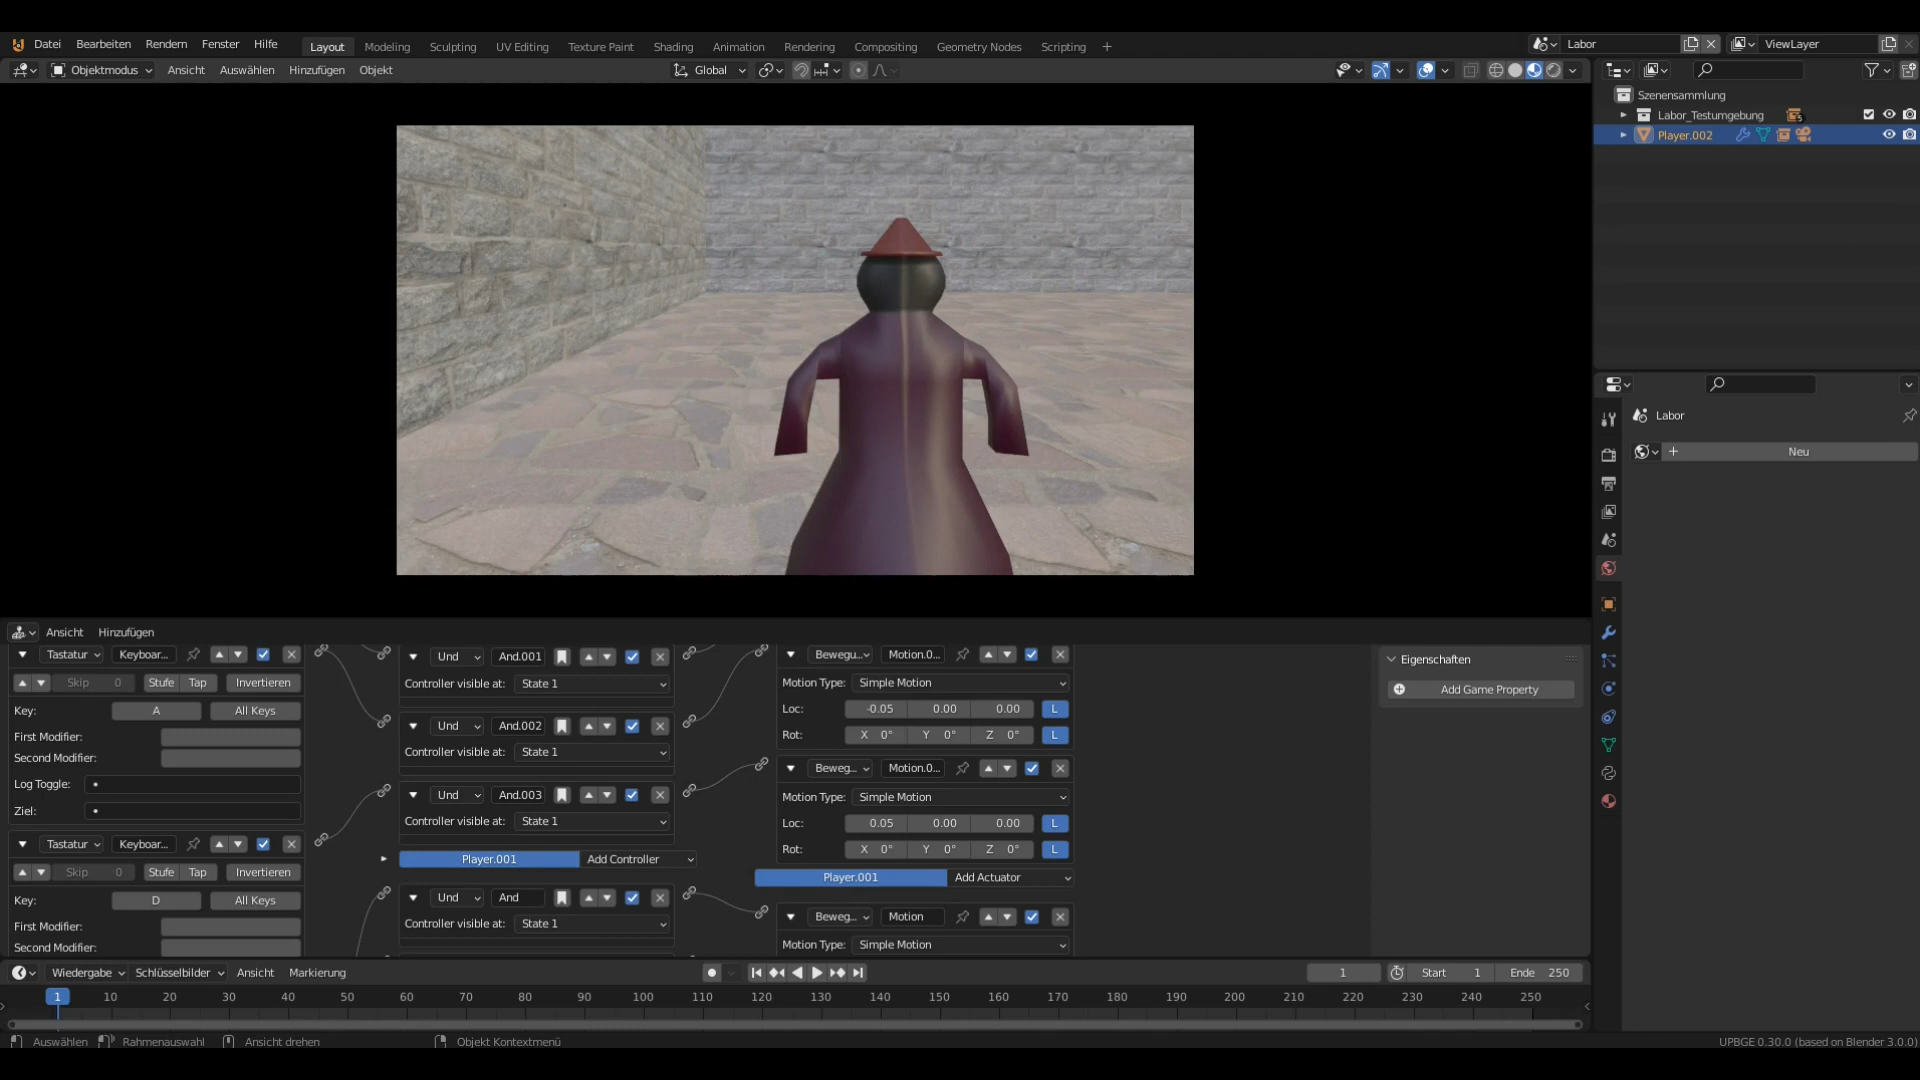 Datei Bearbeiten Rendern Fenster Hilfe Layout Modeling Sculpting UV Editing Texture Paint Shading Animation Rendering Compositing Geometry Nodes Scripting + Labor ViewLayer
Objektmodus Ansicht Auswählen Hinzufügen Objekt Global
Szenensammlung
Labor_Testumgebung 5
Player.002
Labor
+ Neu
Ansicht Hinzufügen
Tastatur Keyboar... Und And.001 Bewegu... Motion.0... Eigenschaften
Skip 0 Stufe Tap Invertieren Controller visible at: State 1 Motion Type: Simple Motion Add Game Property
Key: A All Keys Loc: -0.05 0.00 0.00 L
Und And.002
First Modifier: Rot: X 0° Y 0° Z 0° L
Second Modifier: Controller visible at: State 1
Beweg... Motion.0...
Log Toggle:
Und And.003 Motion Type: Simple Motion
Ziel:
Controller visible at: State 1 Loc: 0.05 0.00 0.00 L
Tastatur Keyboar... Rot: X 0° Y 0° Z 0° L
Player.001 Add Controller
Skip 0 Stufe Tap Invertieren Player.001 Add Actuator
Key: D All Keys Und And
Beweg... Motion
First Modifier: Controller visible at: State 1
Second Modifier: Motion Type: Simple Motion
Wiedergabe Schlüsselbilder Ansicht Markierung 1 Start 1 Ende 250
1 10 20 30 40 50 60 70 80 90 100 110 120 130 140 150 160 170 180 190 200 210 220 230 240 250
Auswählen Rahmenauswahl Ansicht drehen Objekt Kontextmenü UPBGE 0.30.0 (based on Blender 3.0.0)